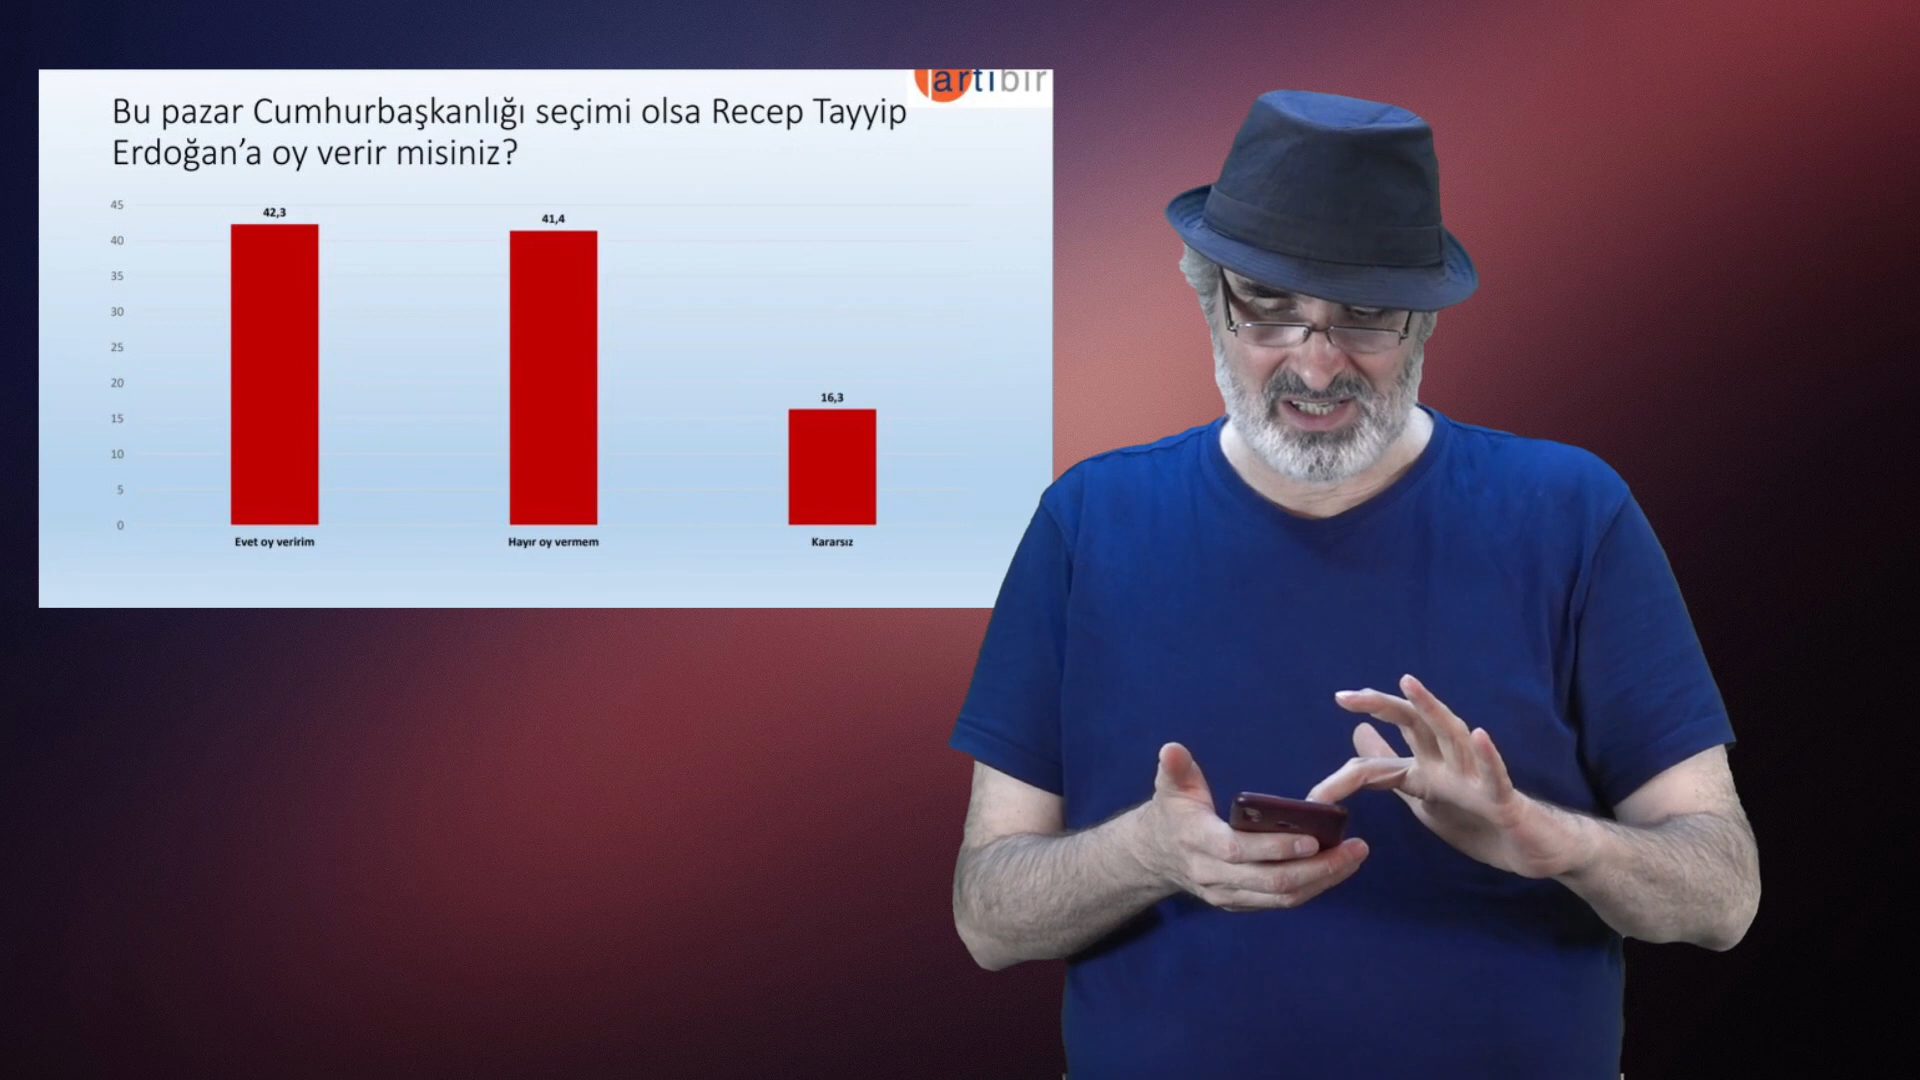 artıbir
Bu pazar Cumhurbaşkanlığı seçimi olsa Recep Tayyip
Erdoğan’a oy verir misiniz?
45
40
35
30
25
20
15
10
5
0
42,3
41,4
16,3
Evet oy veririm
Hayır oy vermem
Kararsız